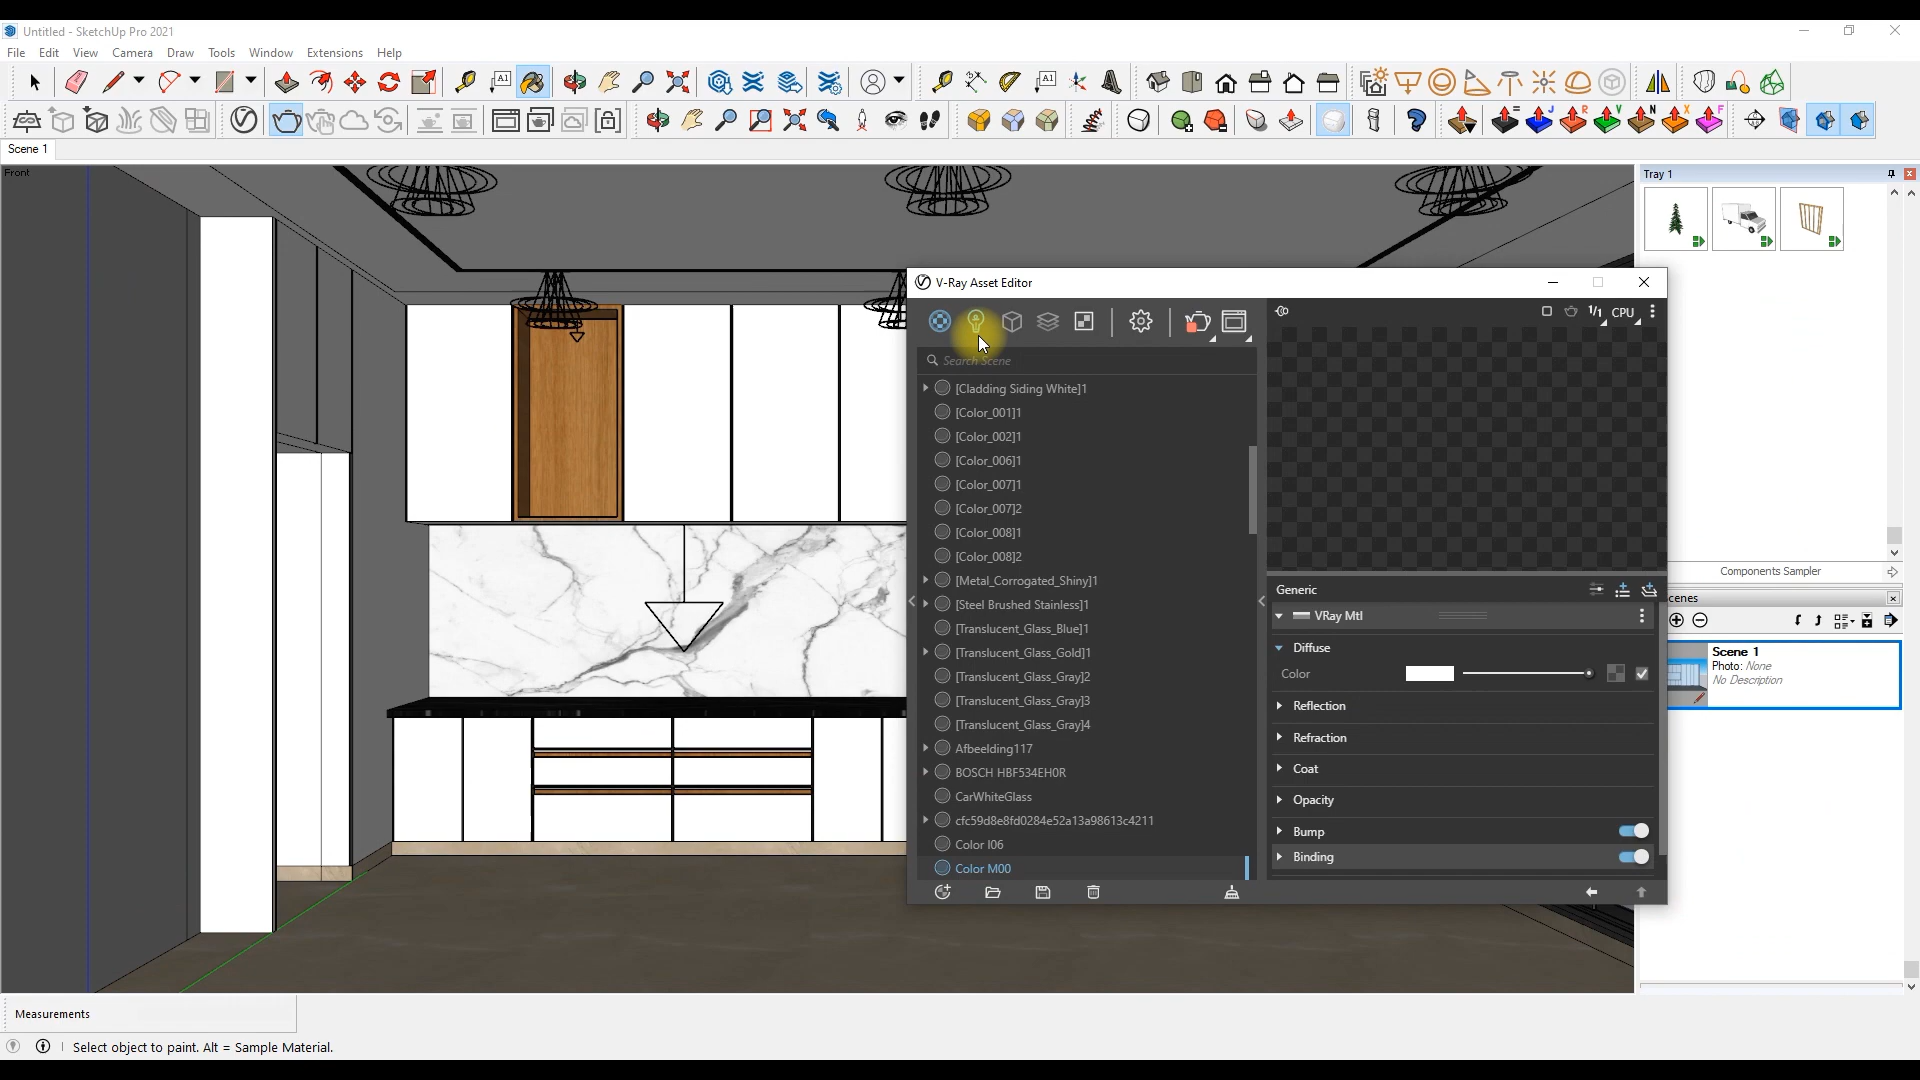 Untitled - SketchUp Pro 2021
File Edit View Camera Draw Tools Window Extensions Help
Scene 1
Front
Tray 1
V-Ray Asset Editor
1/1 CPU
Search Scene
[Cladding Siding White]1
[Color_001]1
[Color_002]1
[Color_006]1
[Color_007]1
[Color_007]2
[Color_008]1
[Color_008]2
[Metal_Corrogated_Shiny]1
[Steel Brushed Stainless]1
[Translucent_Glass_Blue]1
[Translucent_Glass_Gold]1
[Translucent_Glass_Gray]2
[Translucent_Glass_Gray]3
[Translucent_Glass_Gray]4
Afbeelding117
BOSCH HBF534EH0R
CarWhiteGlass
cfc59d8e8fd0284e52a13a98613c4211
Color I06
Color M00
Generic
VRay Mtl
Diffuse
Color
Reflection
Refraction
Coat
Opacity
Bump
Binding
Components Sampler
cenes
Scene 1
Photo: None
No Description
Measurements
Select object to paint. Alt = Sample Material.